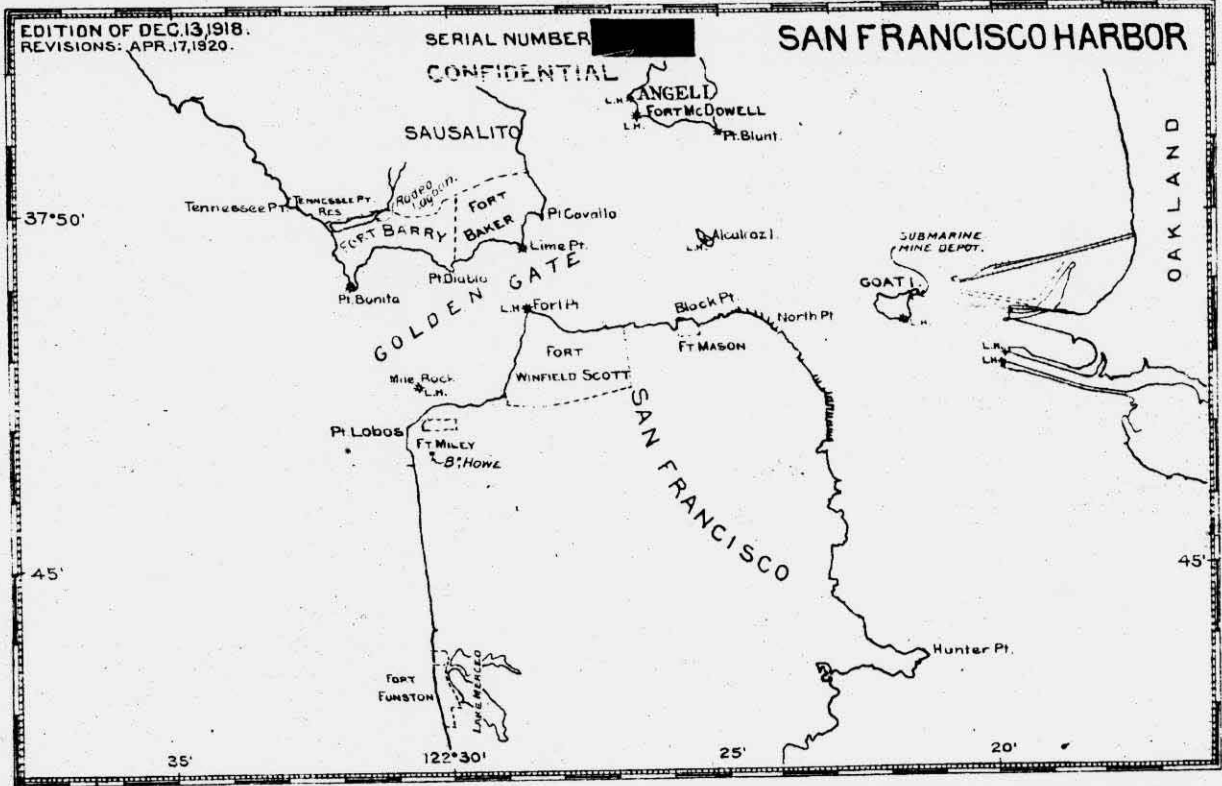 EDITION OF DEC.13,1918.
REVISIONS: APR.17,1920.
SERIAL NUMBER
SAN FRANCISCO HARBOR
CONFIDENTIAL
L.H.
ANGEL I.
FORT MCDOWELL
L.H.
Pt. Blunt.
SAUSALITO
OAKLAND
Tennessee Pt.
TENNESSEE PT.
RES
Rodeo
Lagoon.
FORT
BAKER
FORT BARRY
Pt Cavallo
37°50'
Lime Pt.
L.H.
Alcatraz I.
SUBMARINE
MINE DEPOT.
Pt. Diablo
Pt. Bonita
GOLDEN GATE
GOAT I.
L.H.
L.H.
Fort Pt
Black Pt.
North Pt
FT MASON
FORT
WINFIELD SCOTT
L.H.
L.H.
Mile Rock
L.H.
SAN FRANCISCO
Pt. Lobos
FT MILEY
By. HOWE
45'
45'
Hunter Pt.
FORT
FUNSTON
LAKE MERCED
35'
122°30'
25'
20'